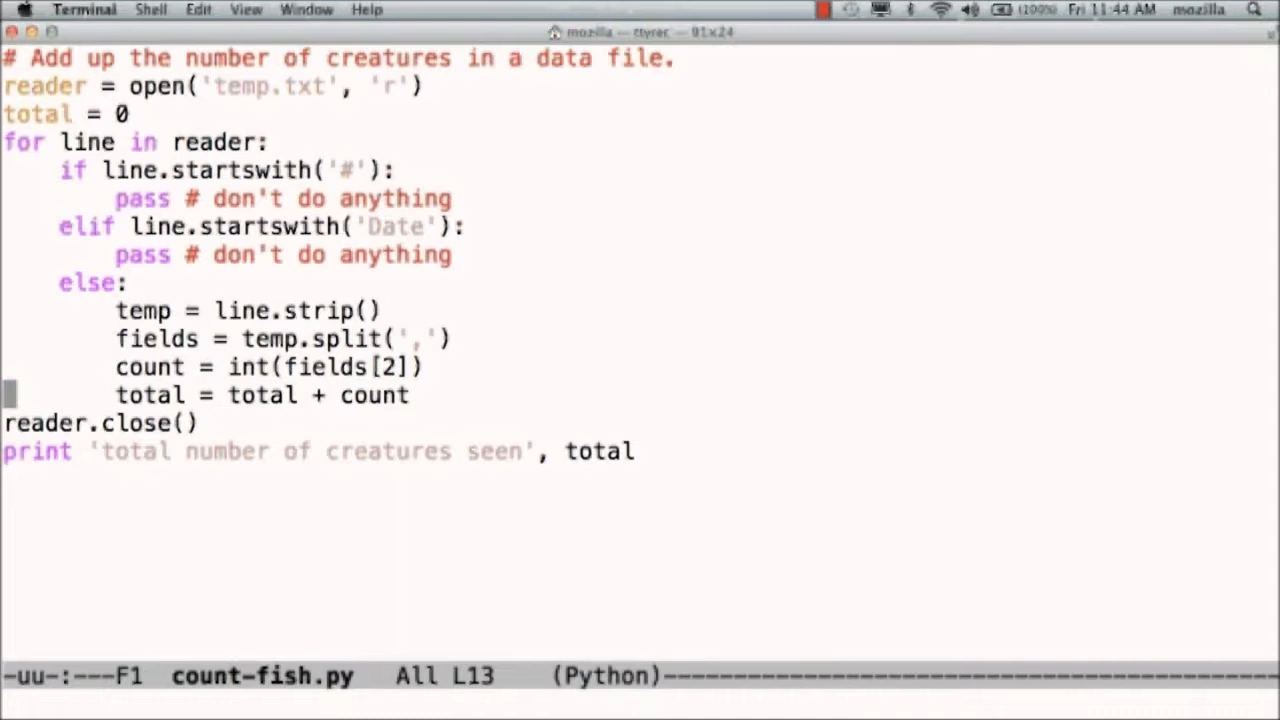 Terminal Shell Edit View Window Help (100%) Fri 11:44 AM mozilla
mozilla — ttyrec — 91x24
# Add up the number of creatures in a data file.
reader = open('temp.txt', 'r')
total = 0
for line in reader:
    if line.startswith('#'):
        pass # don't do anything
    elif line.startswith('Date'):
        pass # don't do anything
    else:
        temp = line.strip()
        fields = temp.split(',')
        count = int(fields[2])
        total = total + count
reader.close()
print 'total number of creatures seen', total
-uu-:---F1 count-fish.py All L13 (Python)--------------------------------------------